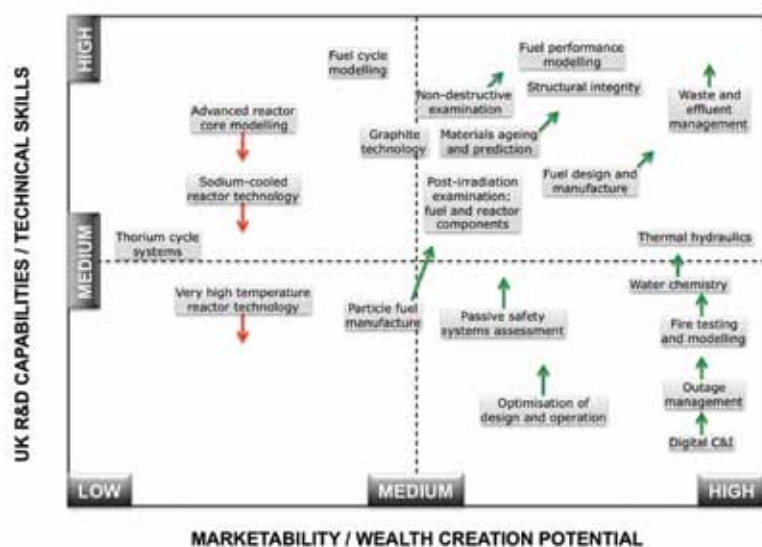 UK R&D CAPABILITIES / TECHNICAL SKILLS
HIGH
MEDIUM
Fuel cycle
modelling
Fuel performance
modelling
Non-destructive
examination
Structural integrity
Waste and
effluent
management
Advanced reactor
core modelling
Graphite
technology
Materials ageing
and prediction
Sodium-cooled
reactor technology
Post-irradiation
examination;
fuel and reactor
components
Fuel design and
manufacture
Thorium cycle
systems
Thermal hydraulics
Very high temperature
reactor technology
Particle fuel
manufacture
Passive safety
systems assessment
Water chemistry
Fire testing
and modelling
Optimisation of
design and operation
Outage
management
Digital C&I
LOW
MEDIUM
HIGH
MARKETABILITY / WEALTH CREATION POTENTIAL